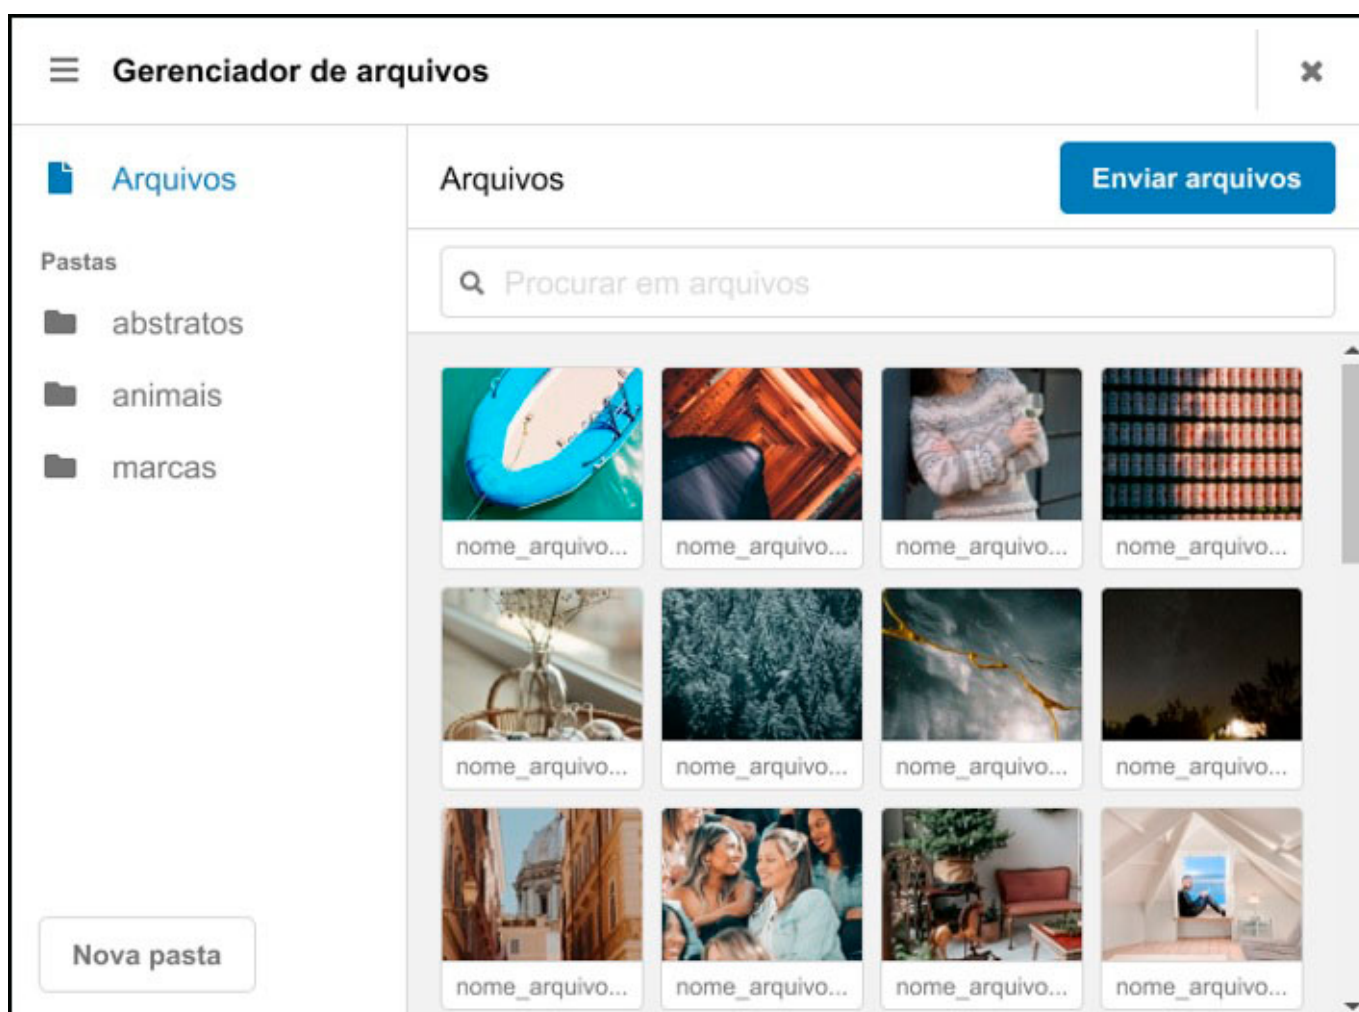 Gerenciador de arquivos
Arquivos
Pastas
abstratos
animais
marcas
Nova pasta
Arquivos
Enviar arquivos
Procurar em arquivos
nome_arquivo... nome_arquivo... nome_arquivo... nome_arquivo...
nome_arquivo... nome_arquivo... nome_arquivo... nome_arquivo...
nome_arquivo... nome_arquivo... nome_arquivo... nome_arquivo...